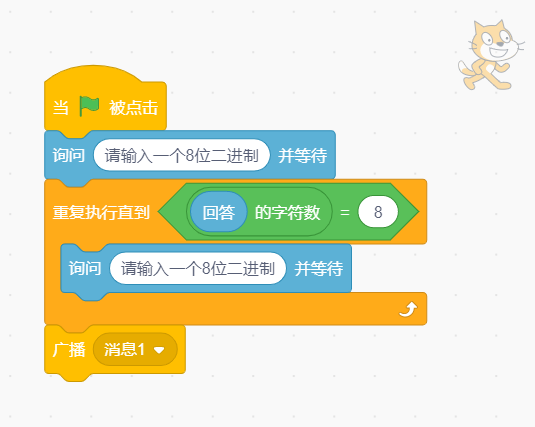 当 被点击
询问 请输入一个8位二进制 并等待
重复执行直到 回答 的字符数 = 8
询问 请输入一个8位二进制 并等待
广播 消息1